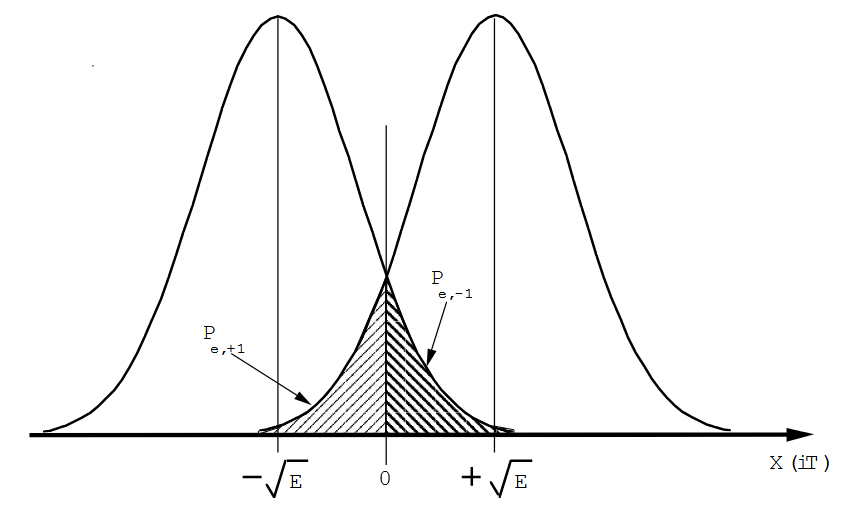 P e,-1
P e,+1
X (iT)
−√E
0
+√E